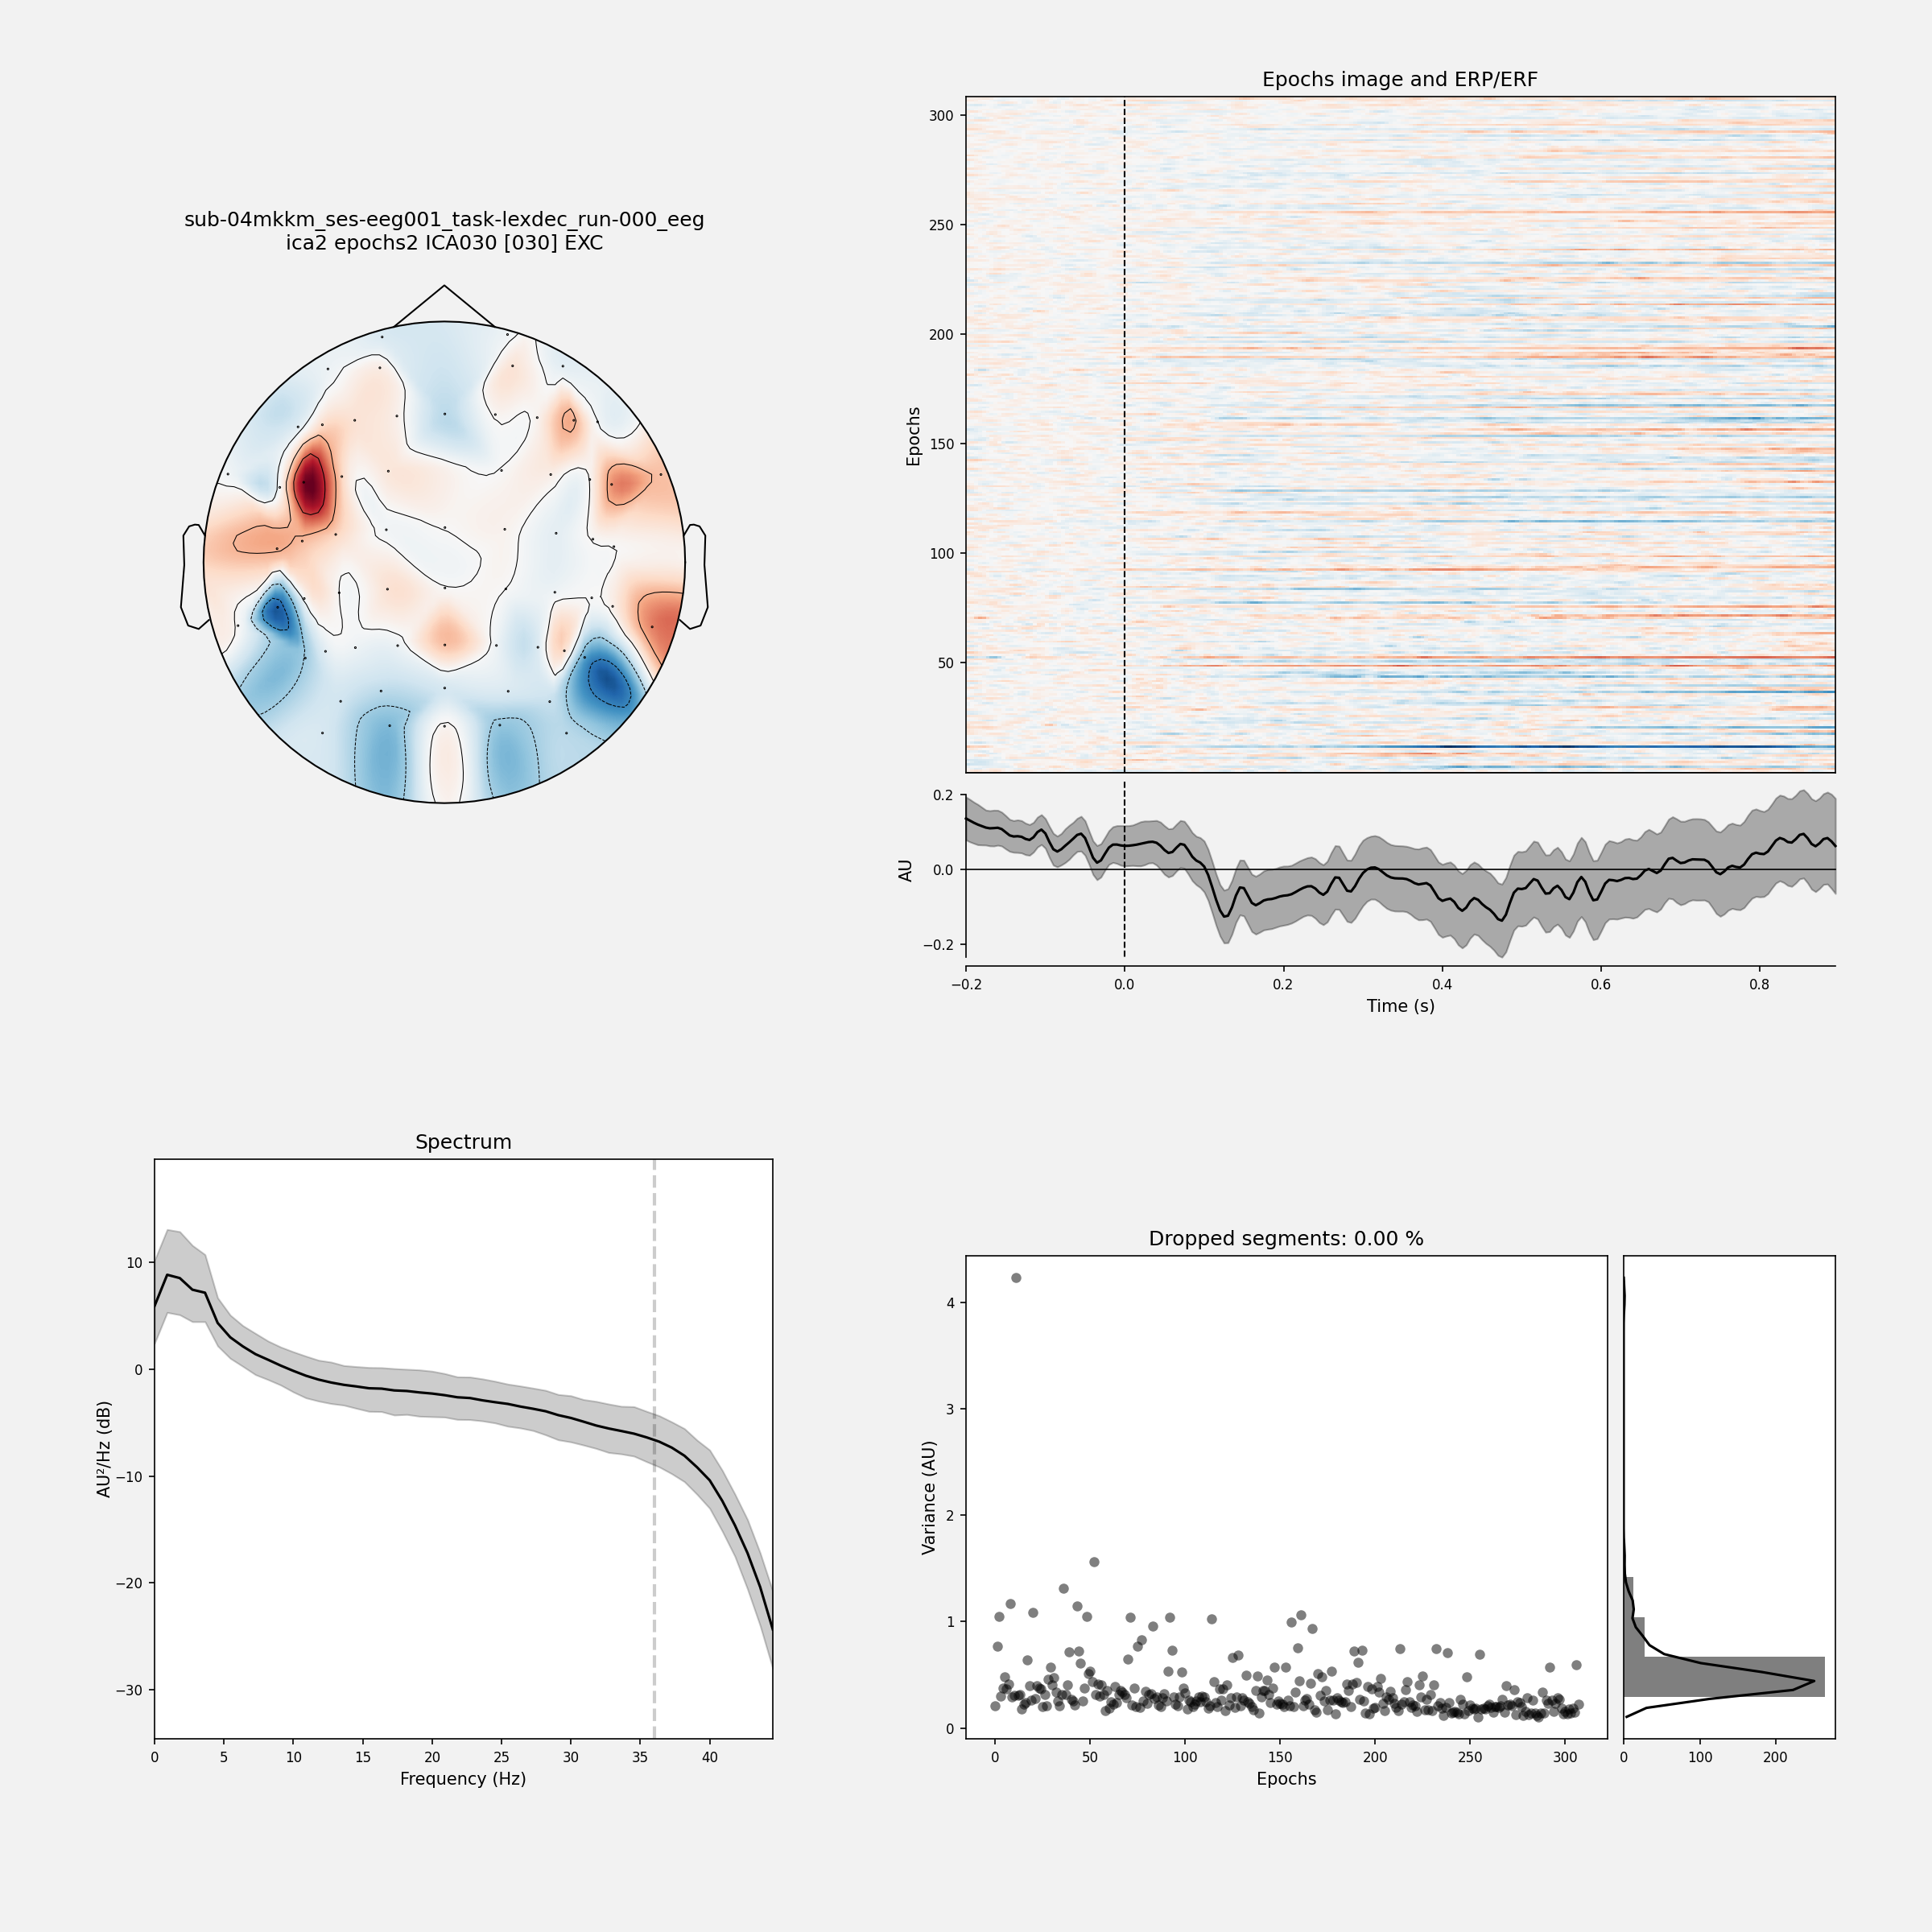 sub-04mkkm_ses-eeg001_task-lexdec_run-000_eeg
ica2 epochs2 ICA030 [030] EXC
Epochs image and ERP/ERF
300
250
200
150
100
50
Epochs
0.2
0.0
−0.2
AU
−0.2 0.0 0.2 0.4 0.6 0.8
Time (s)
Spectrum
10
0
−10
−20
−30
AU²/Hz (dB)
0 5 10 15 20 25 30 35 40
Frequency (Hz)
Dropped segments: 0.00 %
4
3
2
1
0
Variance (AU)
0 50 100 150 200 250 300
Epochs
0 100 200